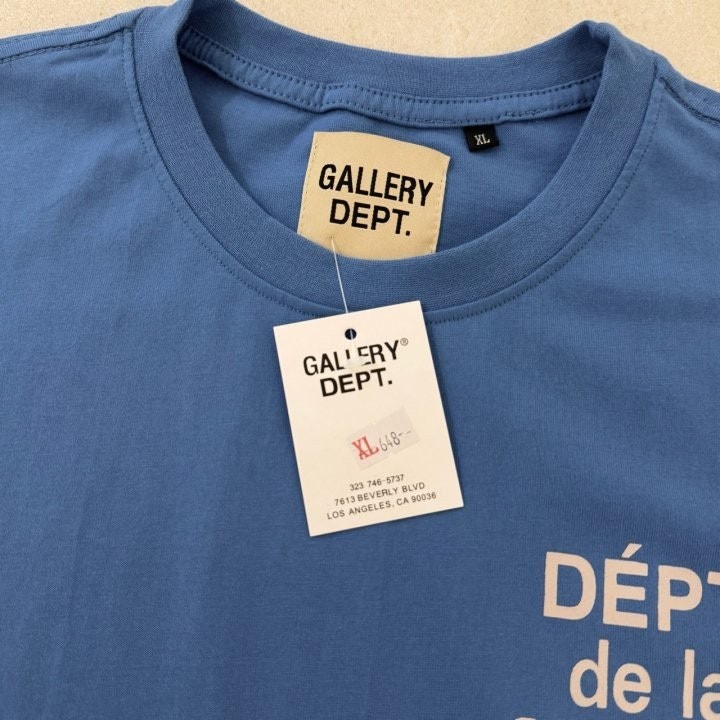 XL
GALLERY
DEPT.
GALLERY®
DEPT.
XL 648--
323 746-5737
7613 BEVERLY BLVD
LOS ANGELES, CA 90036
DÉPT
de la